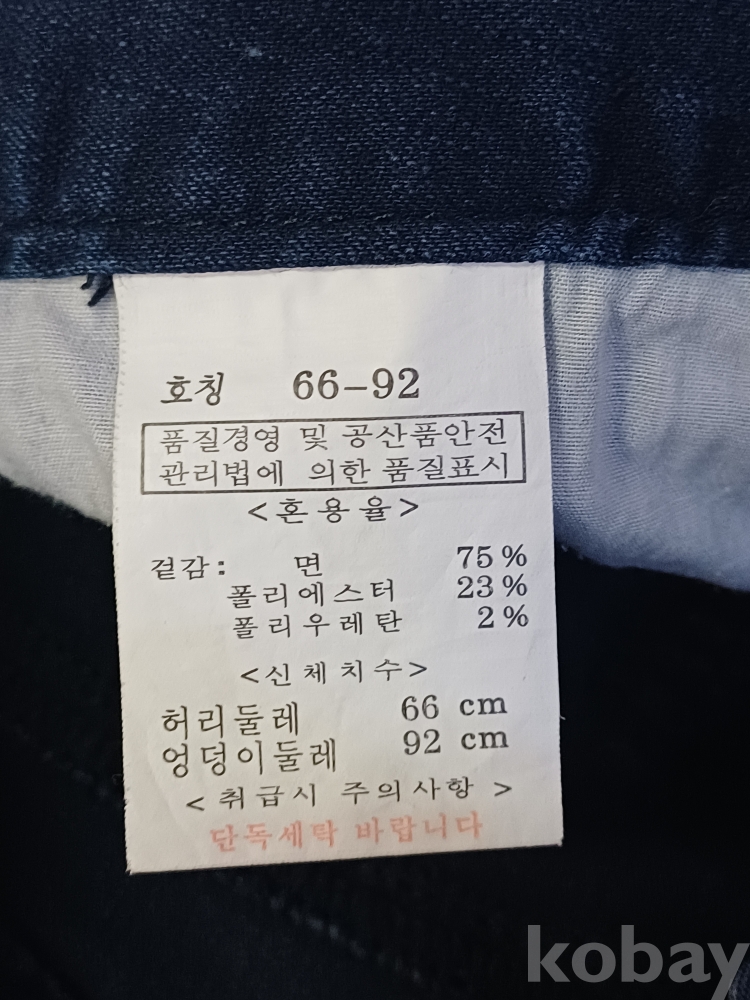 호칭 66-92
품질경영 및 공산품안전
관리법에 의한 품질표시
<혼용율>
겉감: 면 75%
폴리에스터 23%
폴리우레탄 2%
<신체치수>
허리둘레 66 cm
엉덩이둘레 92 cm
<취급시 주의사항>
단독세탁 바랍니다
kobay